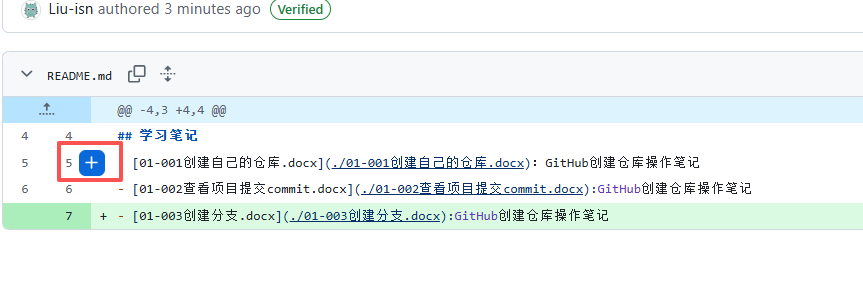 Liu-isn authored 3 minutes ago Verified
README.md
@@ -4,3 +4,4 @@
4 4 ## 学习笔记
5 5 [01-001创建自己的仓库.docx](./01-001创建自己的仓库.docx): GitHub创建仓库操作笔记
6 6 - [01-002查看项目提交commit.docx](./01-002查看项目提交commit.docx):GitHub创建仓库操作笔记
7 + - [01-003创建分支.docx](./01-003创建分支.docx):GitHub创建仓库操作笔记